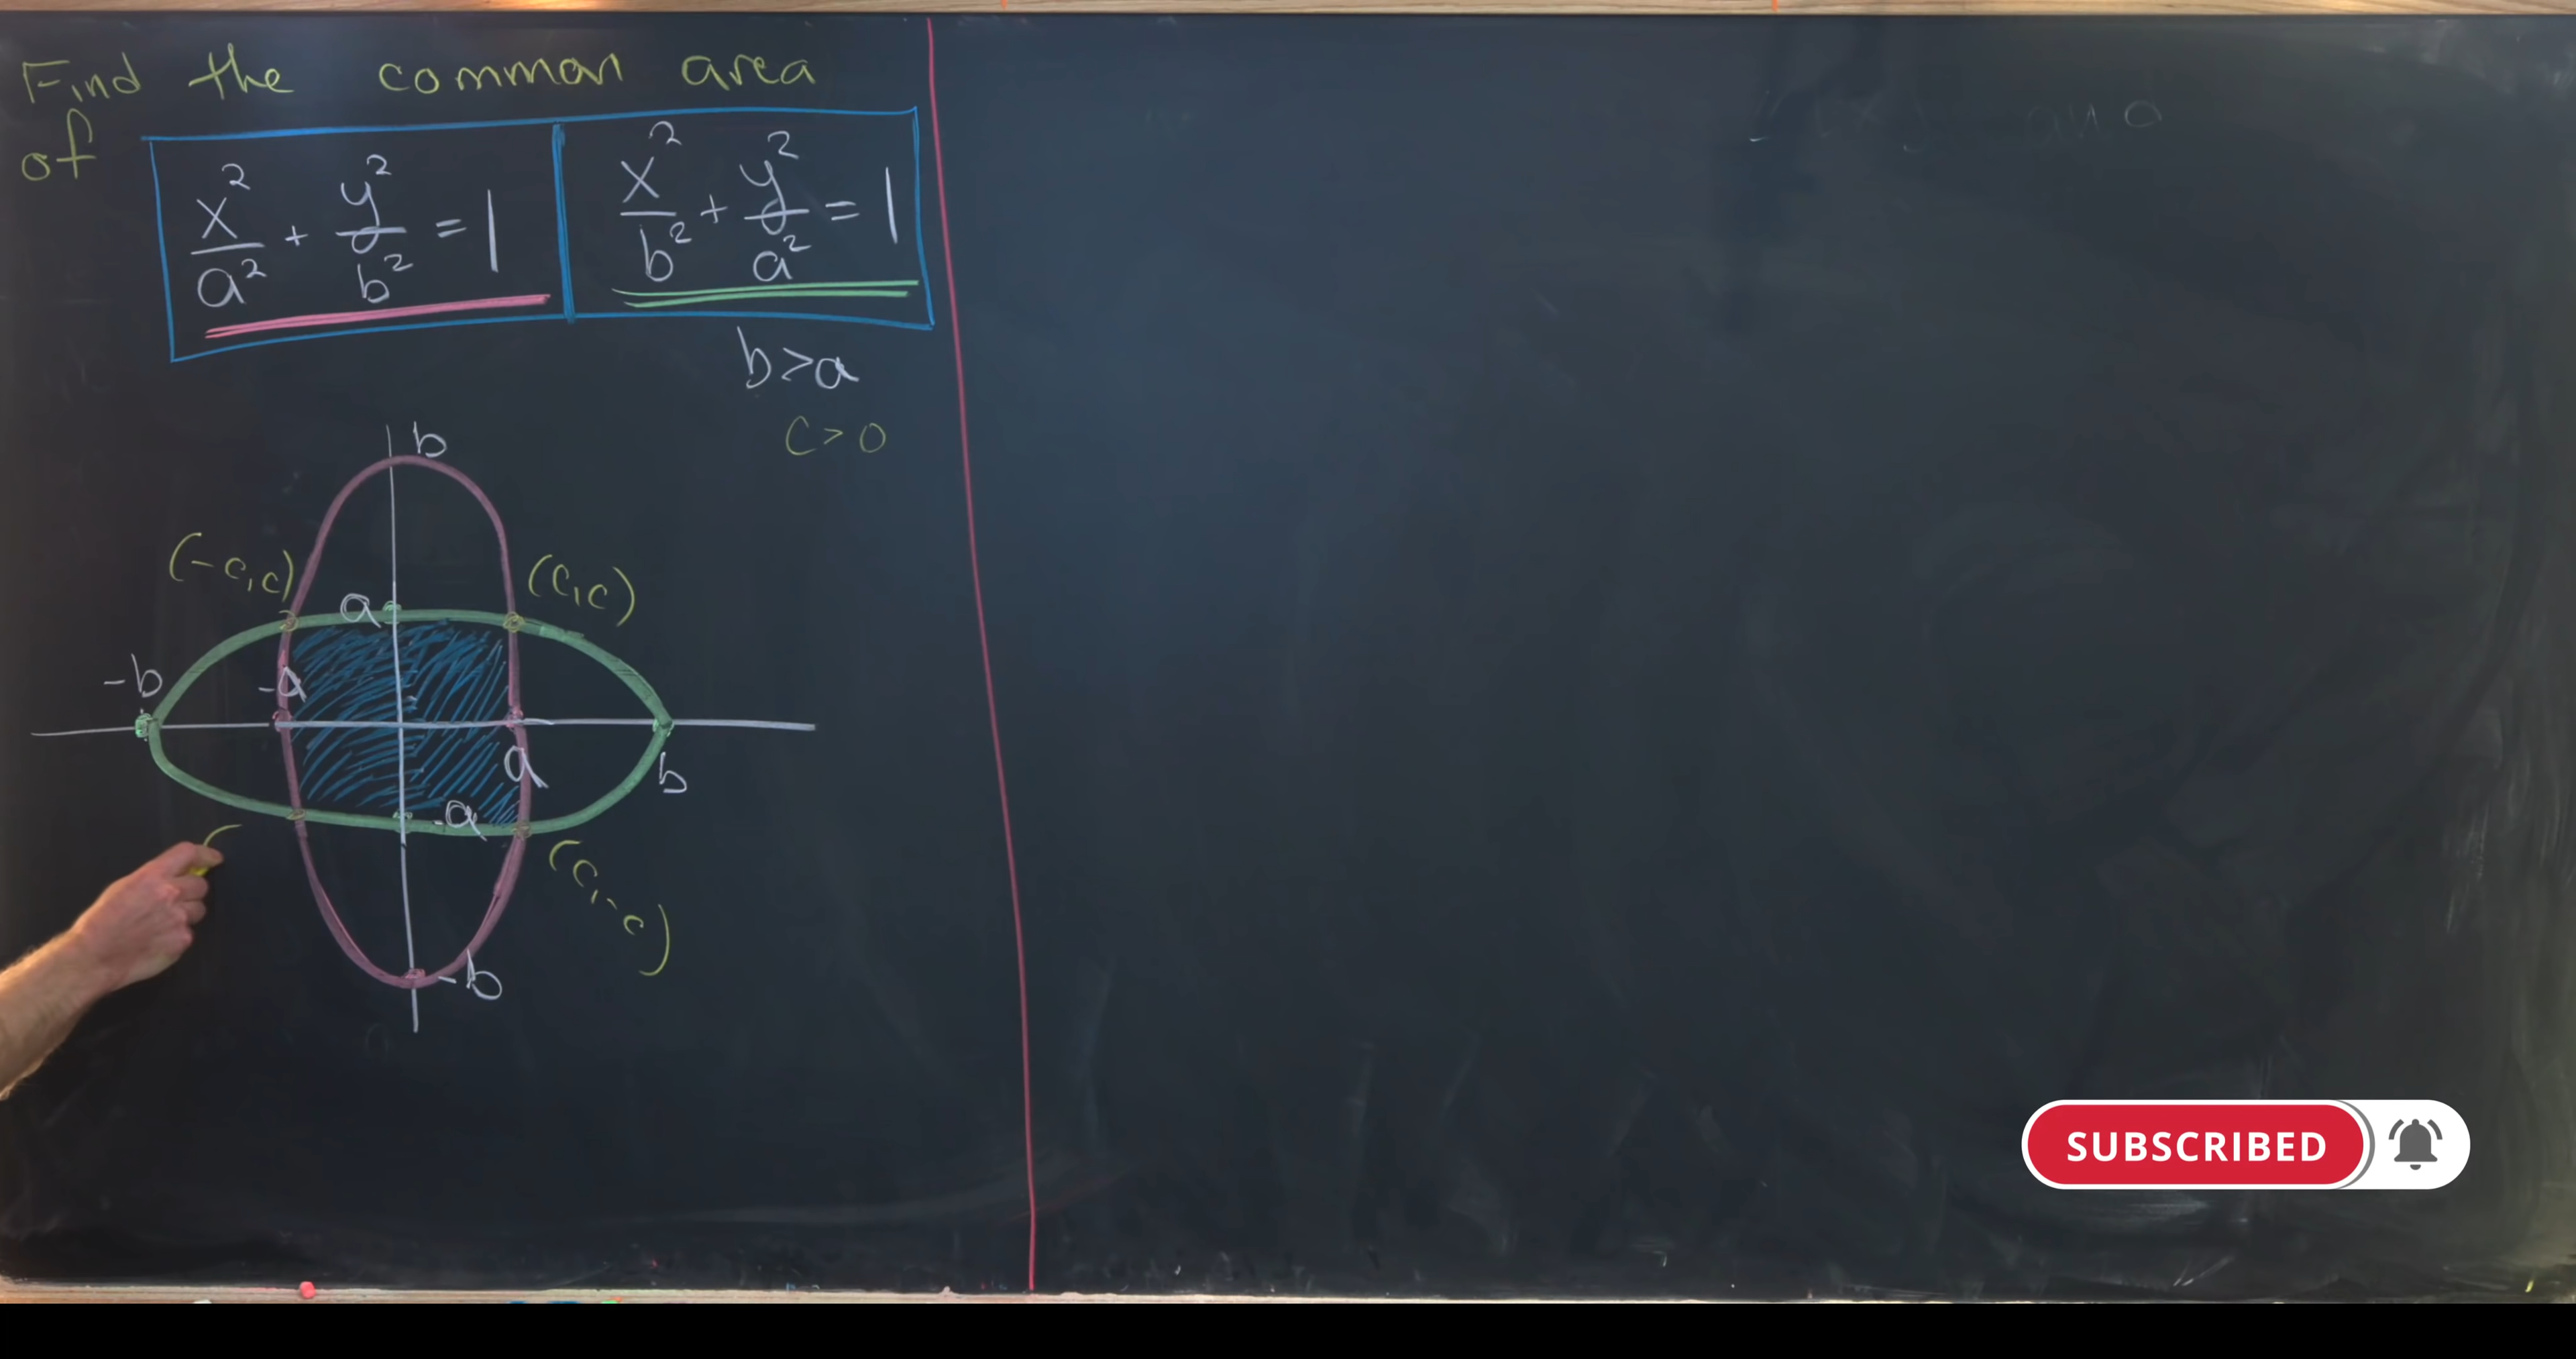 Find the common area
of x²/a² + y²/b² = 1 x²/b² + y²/a² = 1
b>a
c>0
b
(-c,c) (c,c)
a
-b -a
a b
-a
(c,-c)
-b
SUBSCRIBED